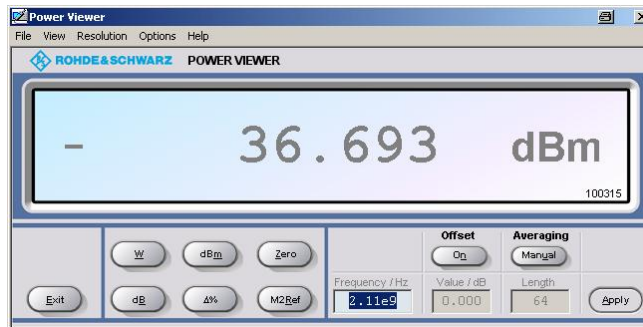 Power Viewer
File View Resolution Options Help
ROHDE&SCHWARZ POWER VIEWER
- 36.693 dBm
100315
Offset Averaging
W dBm Zero On Manual
Frequency / Hz Value / dB Length
Exit dB Δ% M2Ref 2.11e9 0.000 64 Apply